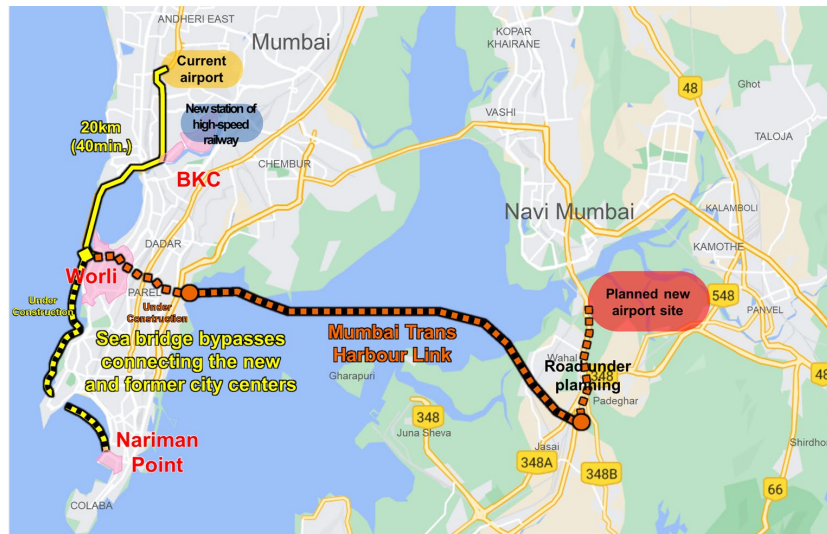 ANDHERI EAST
Mumbai
KOPAR
KHAIRANE
Current
airport
48
Ghot
New station of
high-speed
railway
VASHI
20km
(40min.)
TALOJA
CHEMBUR
BKC
Navi Mumbai
KALAMBOLI
DADAR
KAMOTHE
Worli
PAREL
Under
Construction
Under
Construction
Planned new
airport site
548
PANVEL
Sea bridge bypasses
connecting the new
and former city centers
Mumbai Trans
Harbour Link
Wahal
Road under
planning
348
48
Gharapuri
Padeghar
348
Juna Sheva
Nariman
Point
Jasai
Shirdho
348A
348B
66
COLABA